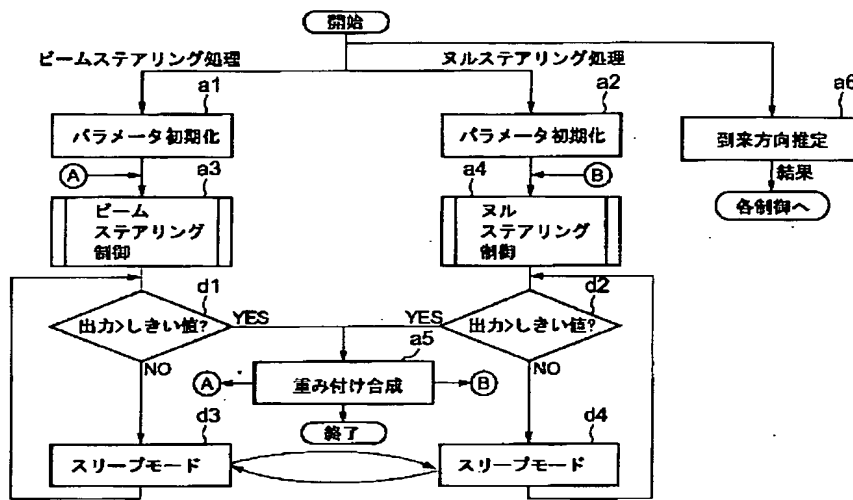 開始
ビームステアリング処理
ヌルステアリング処理
a1
a2
a6
パラメータ初期化
パラメータ初期化
到来方向推定
結果
A
a3
a4
B
各制御へ
ビーム
ステアリング
制御
ヌル
ステアリング
制御
d1
d2
出力>しきい値?
YES
YES
出力>しきい値?
a5
NO
NO
A
重み付け合成
B
終了
d3
d4
スリープモード
スリープモード